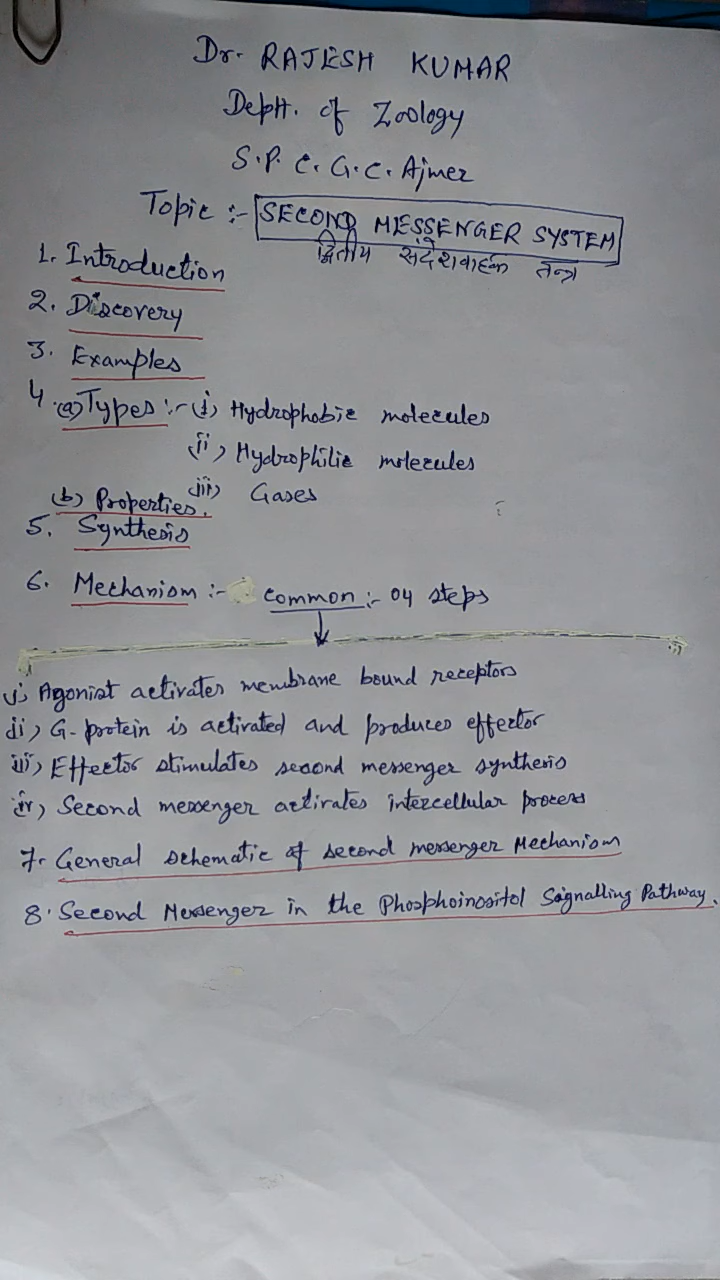 Dr. RAJESH KUMAR
Deptt. of Zoology
S.P.C.G.C. Ajmer
Topic :- SECOND MESSENGER SYSTEM
द्वितीय संदेशवाहक तन्त्र
1. Introduction
2. Discovery
3. Examples
4. (a) Types :- (i) Hydrophobic molecules
ii) Hydrophilic molecules
iii) Gases
(b) Properties.
5. Synthesis
6. Mechanism :- Common :- 04 steps
i) Agonist activates membrane bound receptors
ii) G-protein is activated and produces effector
iii) Effector stimulates second messenger synthesis
iv) Second messenger activates intercellular process
7. General schematic of second messenger Mechanism
8. Second Messenger in the Phosphoinositol Signalling Pathway.